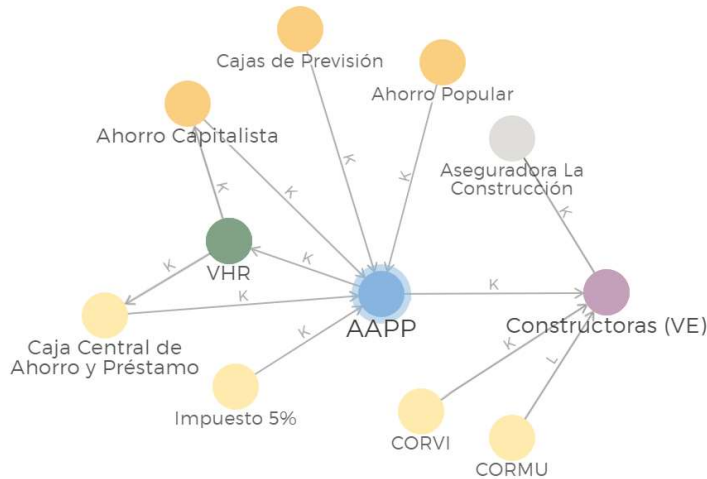 Cajas de Previsión
Ahorro Popular
Ahorro Capitalista
Aseguradora La
Construcción
K
K
K
K
K
K
VHR
K
K
K
K
AAPP
Constructoras (VE)
Caja Central de
Ahorro y Préstamo
K
K
L
Impuesto 5%
CORVI
CORMU